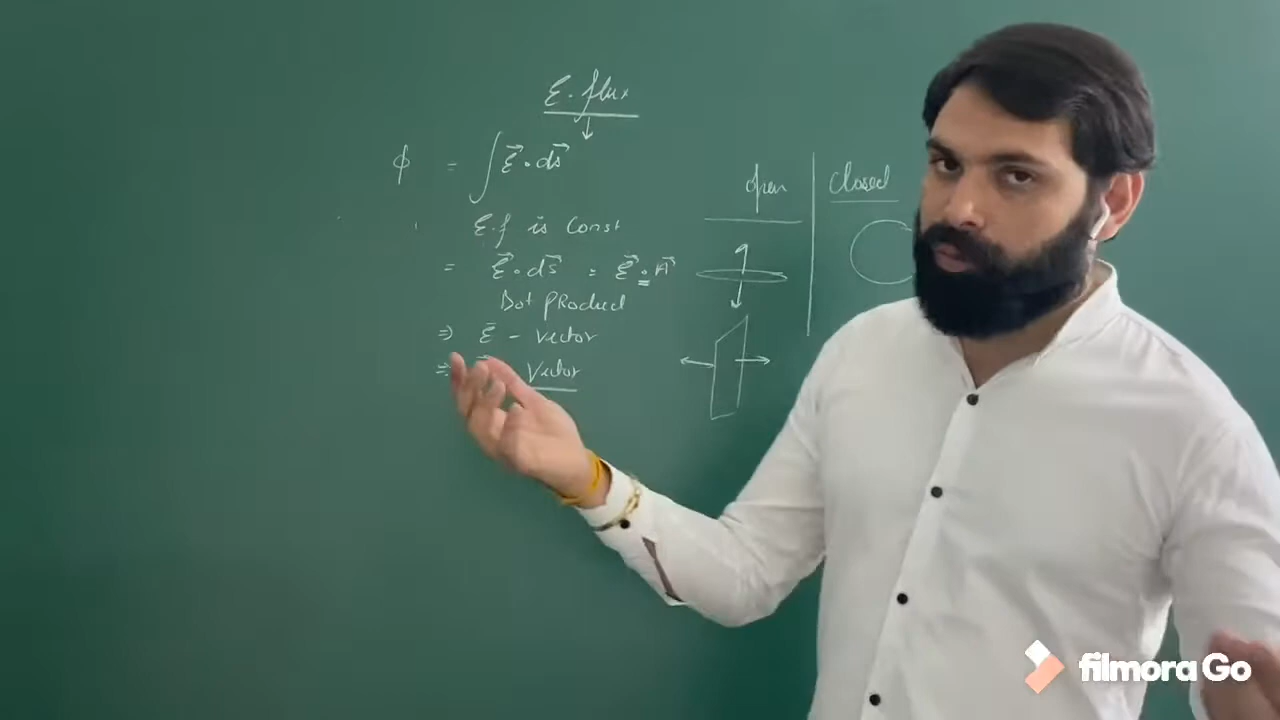 E. flux
ϕ = ∫ E⃗ · ds⃗
E.f is Const
= E⃗ · ds⃗ = E⃗ · A⃗
Dot product
⇒ E⃗ - vector
⇒ vector
open closed
filmora Go